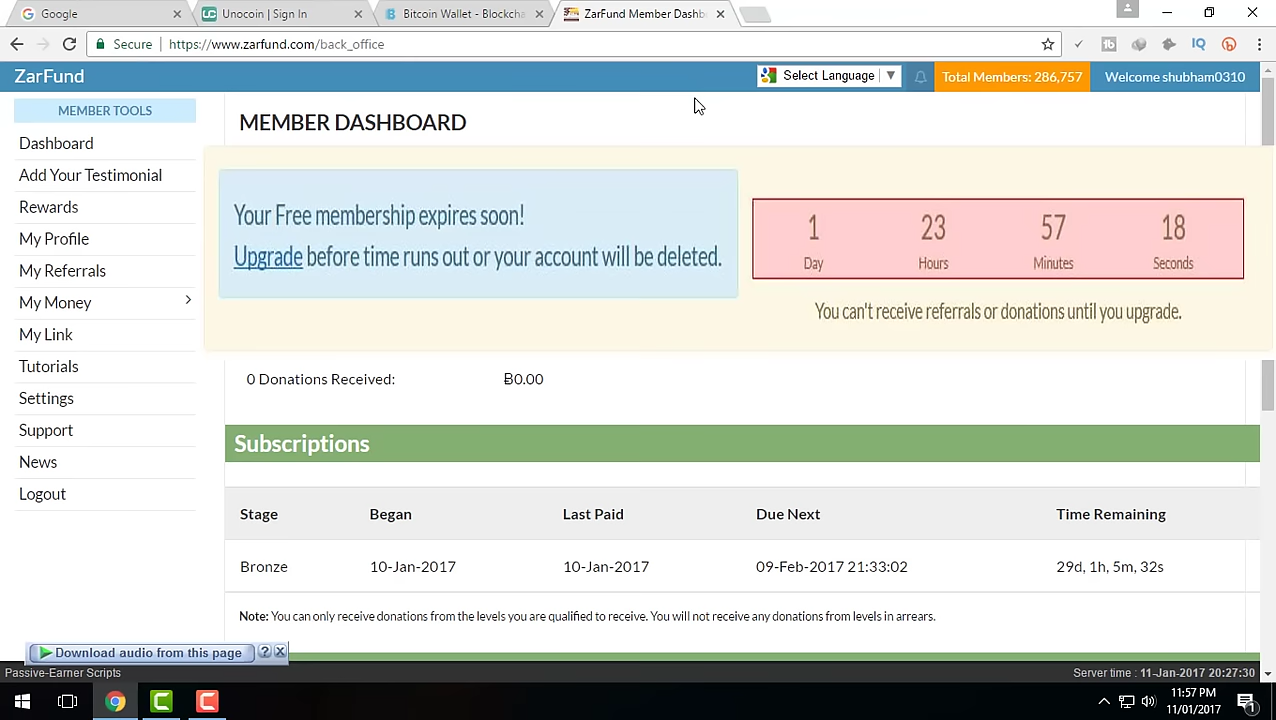 Google
Unocoin | Sign In
Bitcoin Wallet - Blockcha
ZarFund Member Dashb
Secure
https://www.zarfund.com/back_office
ZarFund
Select Language ▼
Total Members: 286,757
Welcome shubham0310
MEMBER TOOLS
Dashboard
Add Your Testimonial
Rewards
My Profile
My Referrals
My Money
My Link
Tutorials
Settings
Support
News
Logout
MEMBER DASHBOARD
Your Free membership expires soon!
Upgrade before time runs out or your account will be deleted.
1 23 57 18
Day Hours Minutes Seconds
You can't receive referrals or donations until you upgrade.
0 Donations Received: Ƀ0.00
Subscriptions
Stage Began Last Paid Due Next Time Remaining
Bronze 10-Jan-2017 10-Jan-2017 09-Feb-2017 21:33:02 29d, 1h, 5m, 32s
Note: You can only receive donations from the levels you are qualified to receive. You will not receive any donations from levels in arrears.
Download audio from this page ? X
Passive-Earner Scripts
Server time : 11-Jan-2017 20:27:30
11:57 PM
11/01/2017